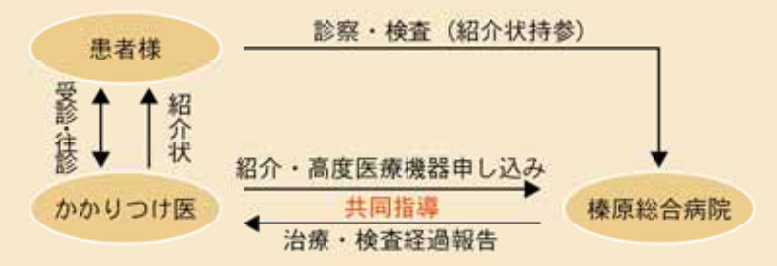 診察・検査（紹介状持参）
患者様
受診・往診
紹介状
紹介・高度医療機器申し込み
かかりつけ医
共同指導
榛原総合病院
治療・検査経過報告